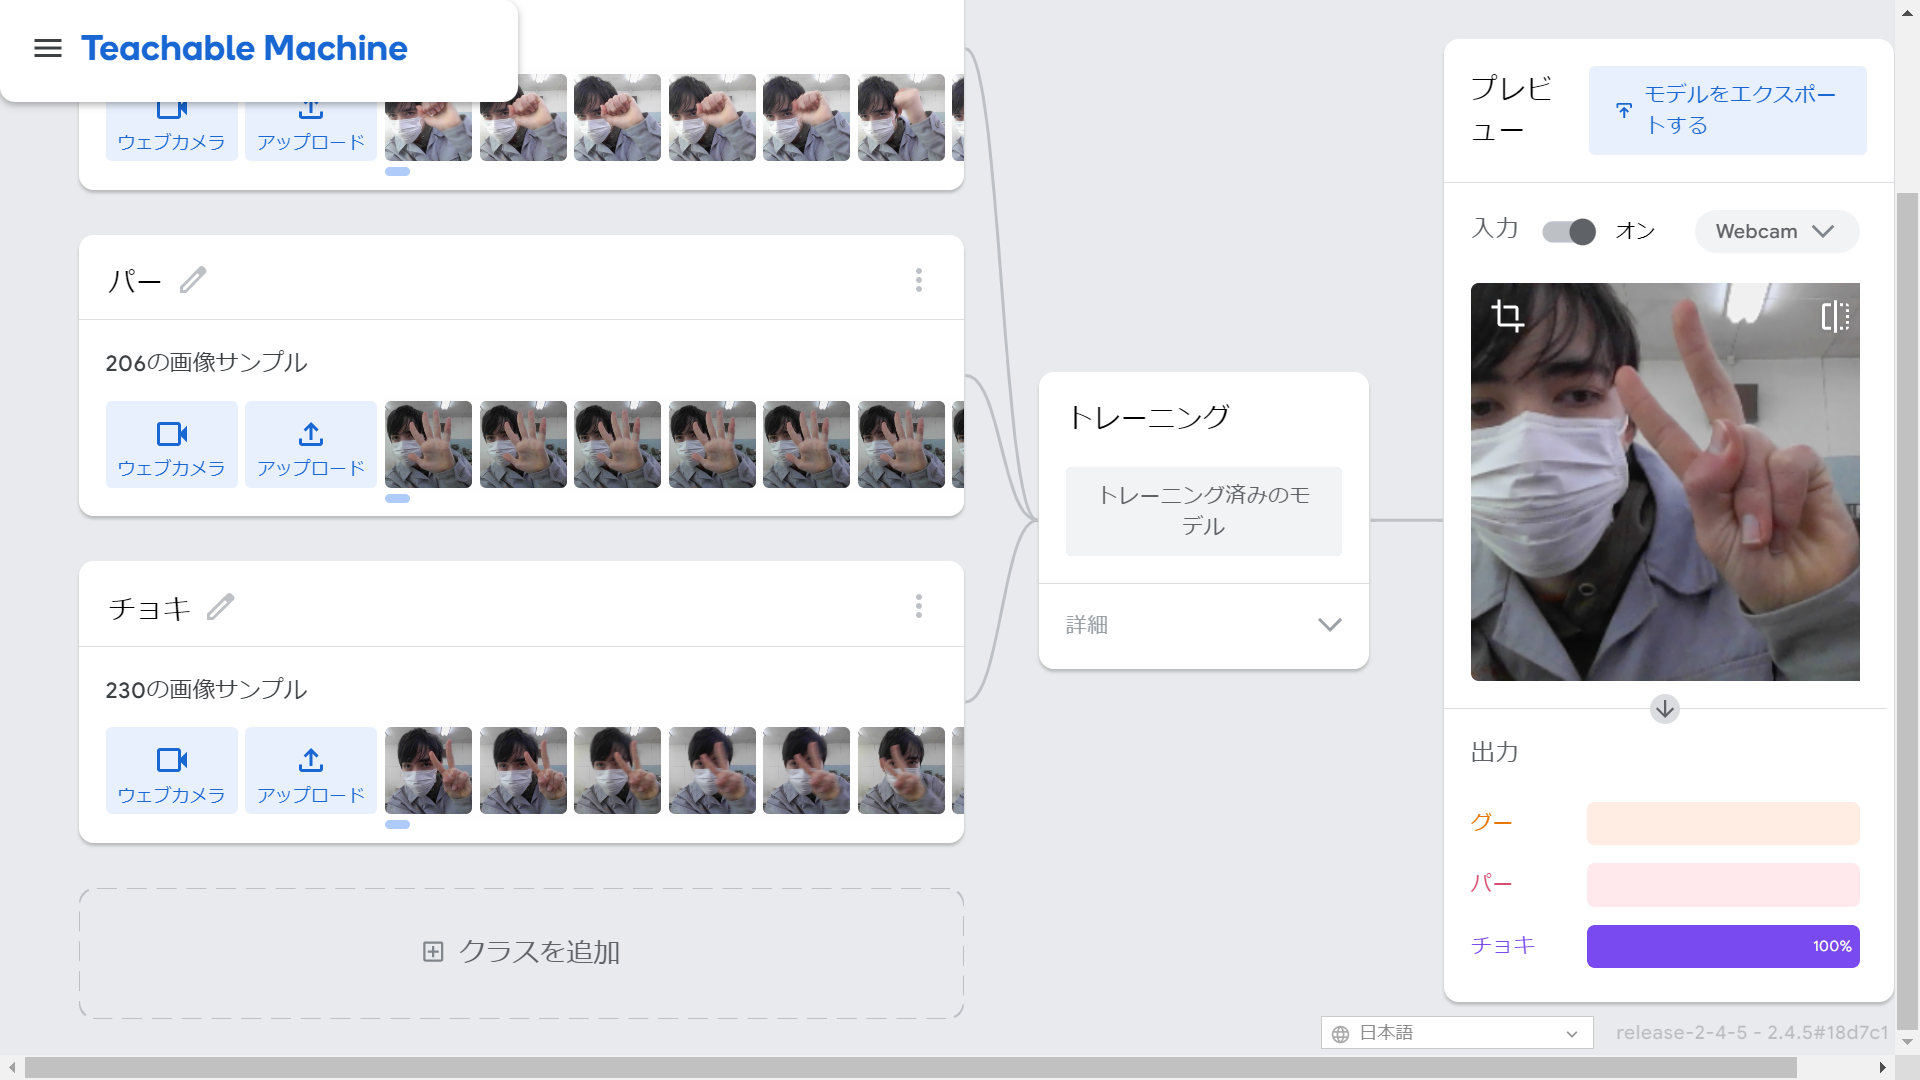 Teachable Machine
ウェブカメラ
アップロード
パー
206の画像サンプル
ウェブカメラ
アップロード
チョキ
230の画像サンプル
ウェブカメラ
アップロード
クラスを追加
トレーニング
トレーニング済みのモ
デル
詳細
プレビ
ュー
モデルをエクスポー
トする
入力
オン
Webcam
出力
グー
パー
チョキ
100%
日本語
release-2-4-5 - 2.4.5#18d7c1